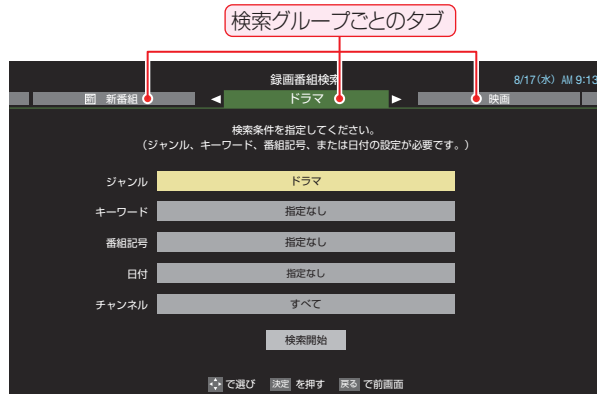 検索グループごとのタブ
録画番組検索 8/17(水) AM 9:13
新 新番組 ◀ ドラマ ▶ 映画
検索条件を指定してください。
(ジャンル、キーワード、番組記号、または日付の設定が必要です。)
ジャンル ドラマ
キーワード 指定なし
番組記号 指定なし
日付 指定なし
チャンネル すべて
検索開始
で選び 決定 を押す 戻る で前画面